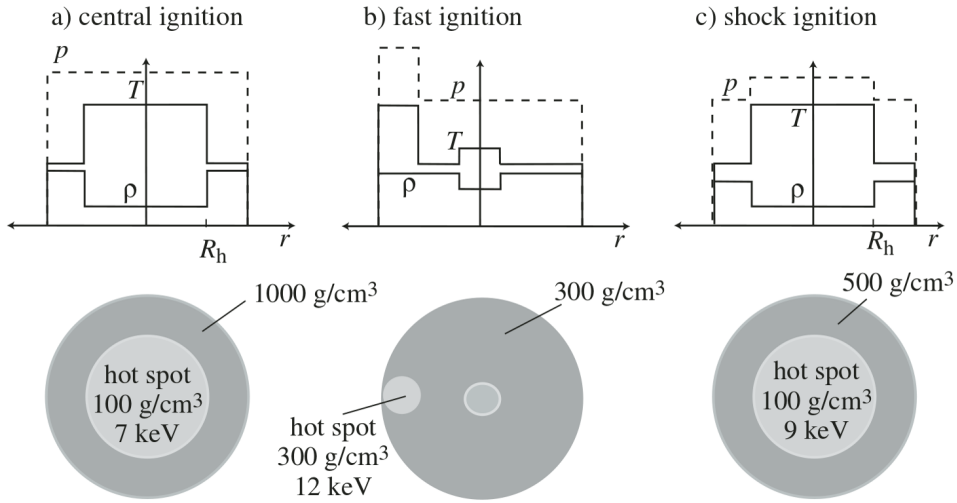 a) central ignition
p
T
ρ
R_h
r
1000 g/cm³
hot spot
100 g/cm³
7 keV
b) fast ignition
p
T
ρ
r
300 g/cm³
hot spot
300 g/cm³
12 keV
c) shock ignition
p
T
ρ
R_h
r
500 g/cm³
hot spot
100 g/cm³
9 keV